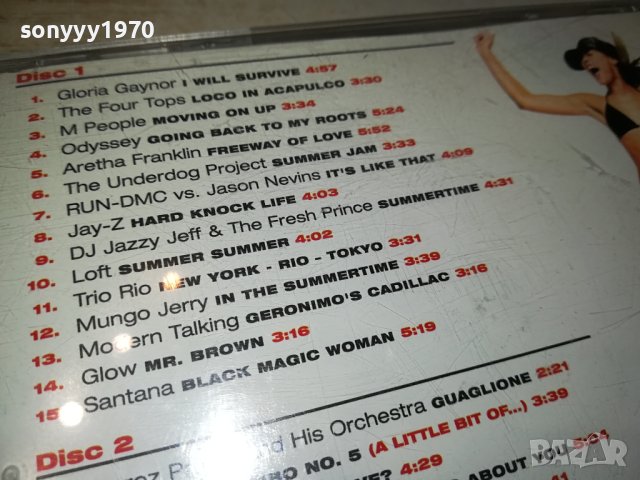 sonyyy1970
Disc 1
1. Gloria Gaynor I WILL SURVIVE 4:57
2. The Four Tops LOCO IN ACAPULCO 3:30
3. M People MOVING ON UP 3:34
4. Odyssey GOING BACK TO MY ROOTS 5:24
5. Aretha Franklin FREEWAY OF LOVE 5:52
6. The Underdog Project SUMMER JAM 3:33
7. RUN-DMC vs. Jason Nevins IT'S LIKE THAT 4:09
8. Jay-Z HARD KNOCK LIFE 4:03
9. DJ Jazzy Jeff & The Fresh Prince SUMMERTIME 4:31
10. Loft SUMMER SUMMER 4:02
11. Trio Rio NEW YORK - RIO - TOKYO 3:31
12. Mungo Jerry IN THE SUMMERTIME 3:39
13. Modern Talking GERONIMO'S CADILLAC 3:16
14. Glow MR. BROWN 3:16
15. Santana BLACK MAGIC WOMAN 5:19
Disc 2
His Orchestra GUAGLIONE 2:21
NO. 5 (A LITTLE BIT OF...) 3:39
4:29
ABOUT YOU 5:04
BAZAR